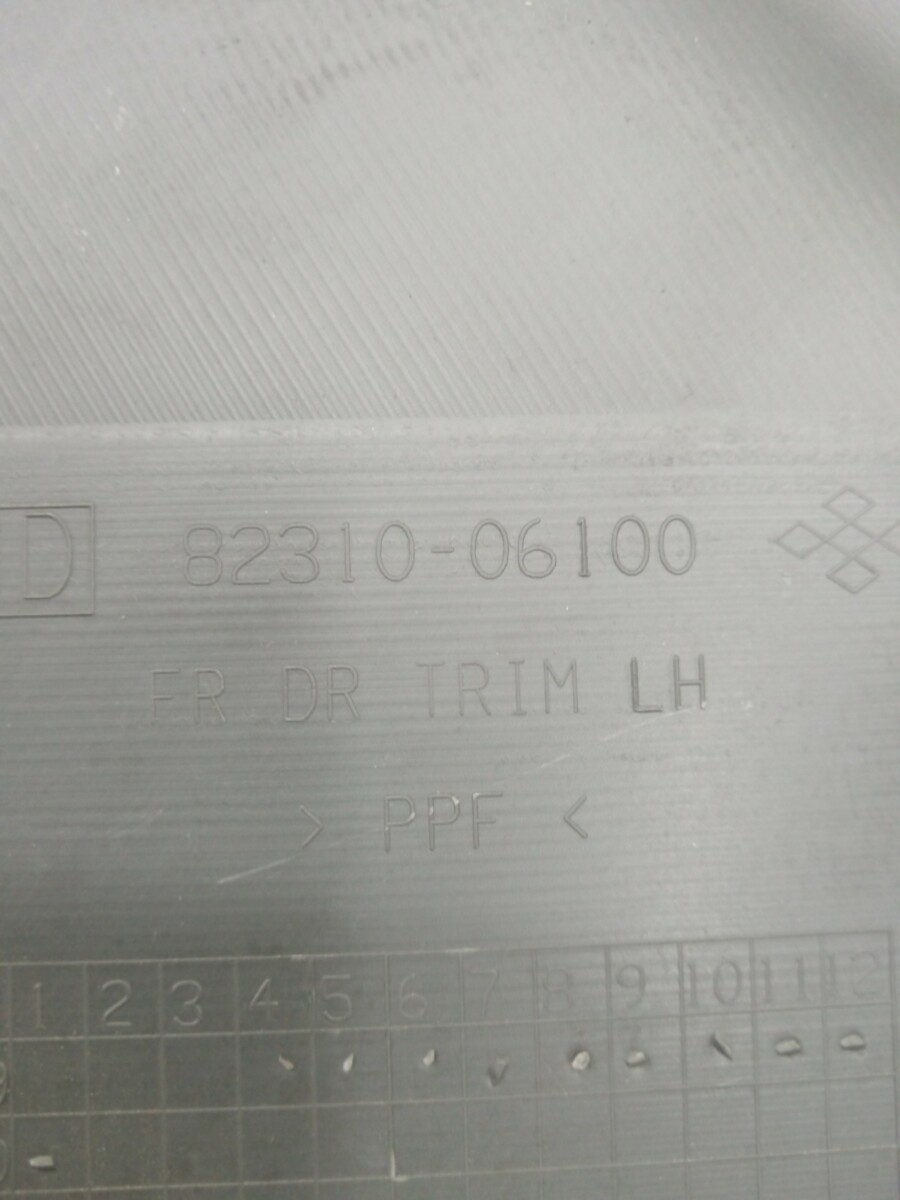 D 82310-06100
FR DR TRIM LH
> PPF <
1 2 3 4 5 6 7 8 9 10 11 12